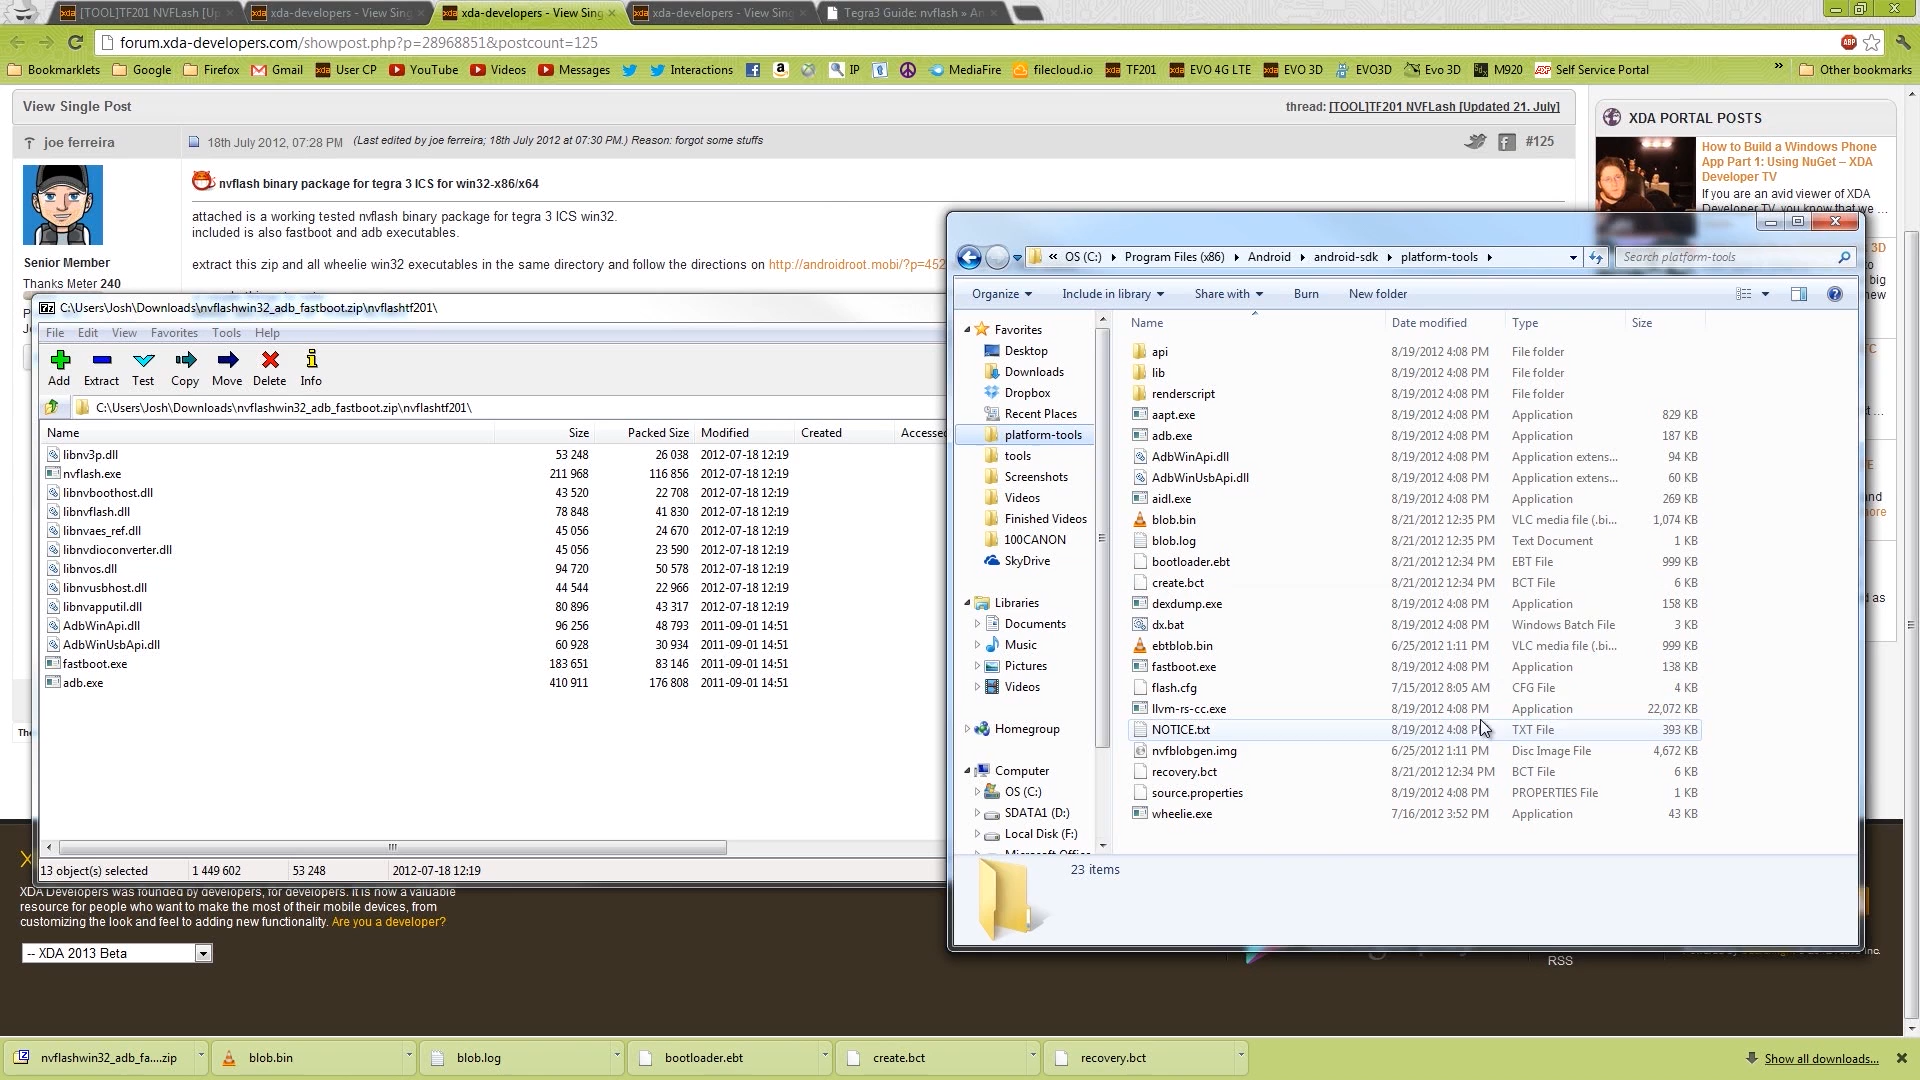 [TOOL]TF201 NVFLash [Up
xda-developers - View Sing
xda-developers - View Sing
xda-developers - View Sing
Tegra3 Guide: nvflash » An
forum.xda-developers.com/showpost.php?p=28968851&postcount=125
Bookmarklets Google Firefox Gmail User CP YouTube Videos Messages Interactions IP MediaFire filecloud.io TF201 EVO 4G LTE EVO 3D EVO3D Evo 3D M920 Self Service Portal » Other bookmarks
View Single Post
thread: [TOOL]TF201 NVFLash [Updated 21. July]
joe ferreira
18th July 2012, 07:28 PM (Last edited by joe ferreira; 18th July 2012 at 07:30 PM.) Reason: forgot some stuffs
#125
nvflash binary package for tegra 3 ICS for win32-x86/x64
attached is a working tested nvflash binary package for tegra 3 ICS win32.
included is also fastboot and adb executables.
extract this zip and all wheelie win32 executables in the same directory and follow the directions on http://androidroot.mobi/?p=452
Senior Member
Thanks Meter 240
XDA PORTAL POSTS
How to Build a Windows Phone
App Part 1: Using NuGet – XDA
Developer TV
If you are an avid viewer of XDA
Developer TV, you know that we ...
C:\Users\Josh\Downloads\nvflashwin32_adb_fastboot.zip\nvflashtf201\
File Edit View Favorites Tools Help
Add Extract Test Copy Move Delete Info
C:\Users\Josh\Downloads\nvflashwin32_adb_fastboot.zip\nvflashtf201\
Name Size Packed Size Modified Created Accessed
libnv3p.dll 53 248 26 038 2012-07-18 12:19
nvflash.exe 211 968 116 856 2012-07-18 12:19
libnvboothost.dll 43 520 22 708 2012-07-18 12:19
libnvflash.dll 78 848 41 830 2012-07-18 12:19
libnvaes_ref.dll 45 056 24 670 2012-07-18 12:19
libnvdioconverter.dll 45 056 23 590 2012-07-18 12:19
libnvos.dll 94 720 50 578 2012-07-18 12:19
libnvusbhost.dll 44 544 22 966 2012-07-18 12:19
libnvapputil.dll 80 896 43 317 2012-07-18 12:19
AdbWinApi.dll 96 256 48 793 2011-09-01 14:51
AdbWinUsbApi.dll 60 928 30 934 2011-09-01 14:51
fastboot.exe 183 651 83 146 2011-09-01 14:51
adb.exe 410 911 176 808 2011-09-01 14:51
13 object(s) selected 1 449 602 53 248 2012-07-18 12:19
« OS (C:) Program Files (x86) Android android-sdk platform-tools
Search platform-tools
Organize Include in library Share with Burn New folder
Favorites
Desktop
Downloads
Dropbox
Recent Places
platform-tools
tools
Screenshots
Videos
Finished Videos
100CANON
SkyDrive
Libraries
Documents
Music
Pictures
Videos
Homegroup
Computer
OS (C:)
SDATA1 (D:)
Local Disk (F:)
Microsoft Office
Name Date modified Type Size
api 8/19/2012 4:08 PM File folder
lib 8/19/2012 4:08 PM File folder
renderscript 8/19/2012 4:08 PM File folder
aapt.exe 8/19/2012 4:08 PM Application 829 KB
adb.exe 8/19/2012 4:08 PM Application 187 KB
AdbWinApi.dll 8/19/2012 4:08 PM Application extens... 94 KB
AdbWinUsbApi.dll 8/19/2012 4:08 PM Application extens... 60 KB
aidl.exe 8/19/2012 4:08 PM Application 269 KB
blob.bin 8/21/2012 12:35 PM VLC media file (.bi... 1,074 KB
blob.log 8/21/2012 12:35 PM Text Document 1 KB
bootloader.ebt 8/21/2012 12:34 PM EBT File 999 KB
create.bct 8/21/2012 12:34 PM BCT File 6 KB
dexdump.exe 8/19/2012 4:08 PM Application 158 KB
dx.bat 8/19/2012 4:08 PM Windows Batch File 3 KB
ebtblob.bin 6/25/2012 1:11 PM VLC media file (.bi... 999 KB
fastboot.exe 8/19/2012 4:08 PM Application 138 KB
flash.cfg 7/15/2012 8:05 AM CFG File 4 KB
llvm-rs-cc.exe 8/19/2012 4:08 PM Application 22,072 KB
NOTICE.txt 8/19/2012 4:08 PM TXT File 393 KB
nvfblobgen.img 6/25/2012 1:11 PM Disc Image File 4,672 KB
recovery.bct 8/21/2012 12:34 PM BCT File 6 KB
source.properties 8/19/2012 4:08 PM PROPERTIES File 1 KB
wheelie.exe 7/16/2012 3:52 PM Application 43 KB
23 items
XDA Developers was founded by developers, for developers. It is now a valuable
resource for people who want to make the most of their mobile devices, from
customizing the look and feel to adding new functionality. Are you a developer?
-- XDA 2013 Beta
RSS
nvflashwin32_adb_fa....zip
blob.bin
blob.log
bootloader.ebt
create.bct
recovery.bct
Show all downloads...